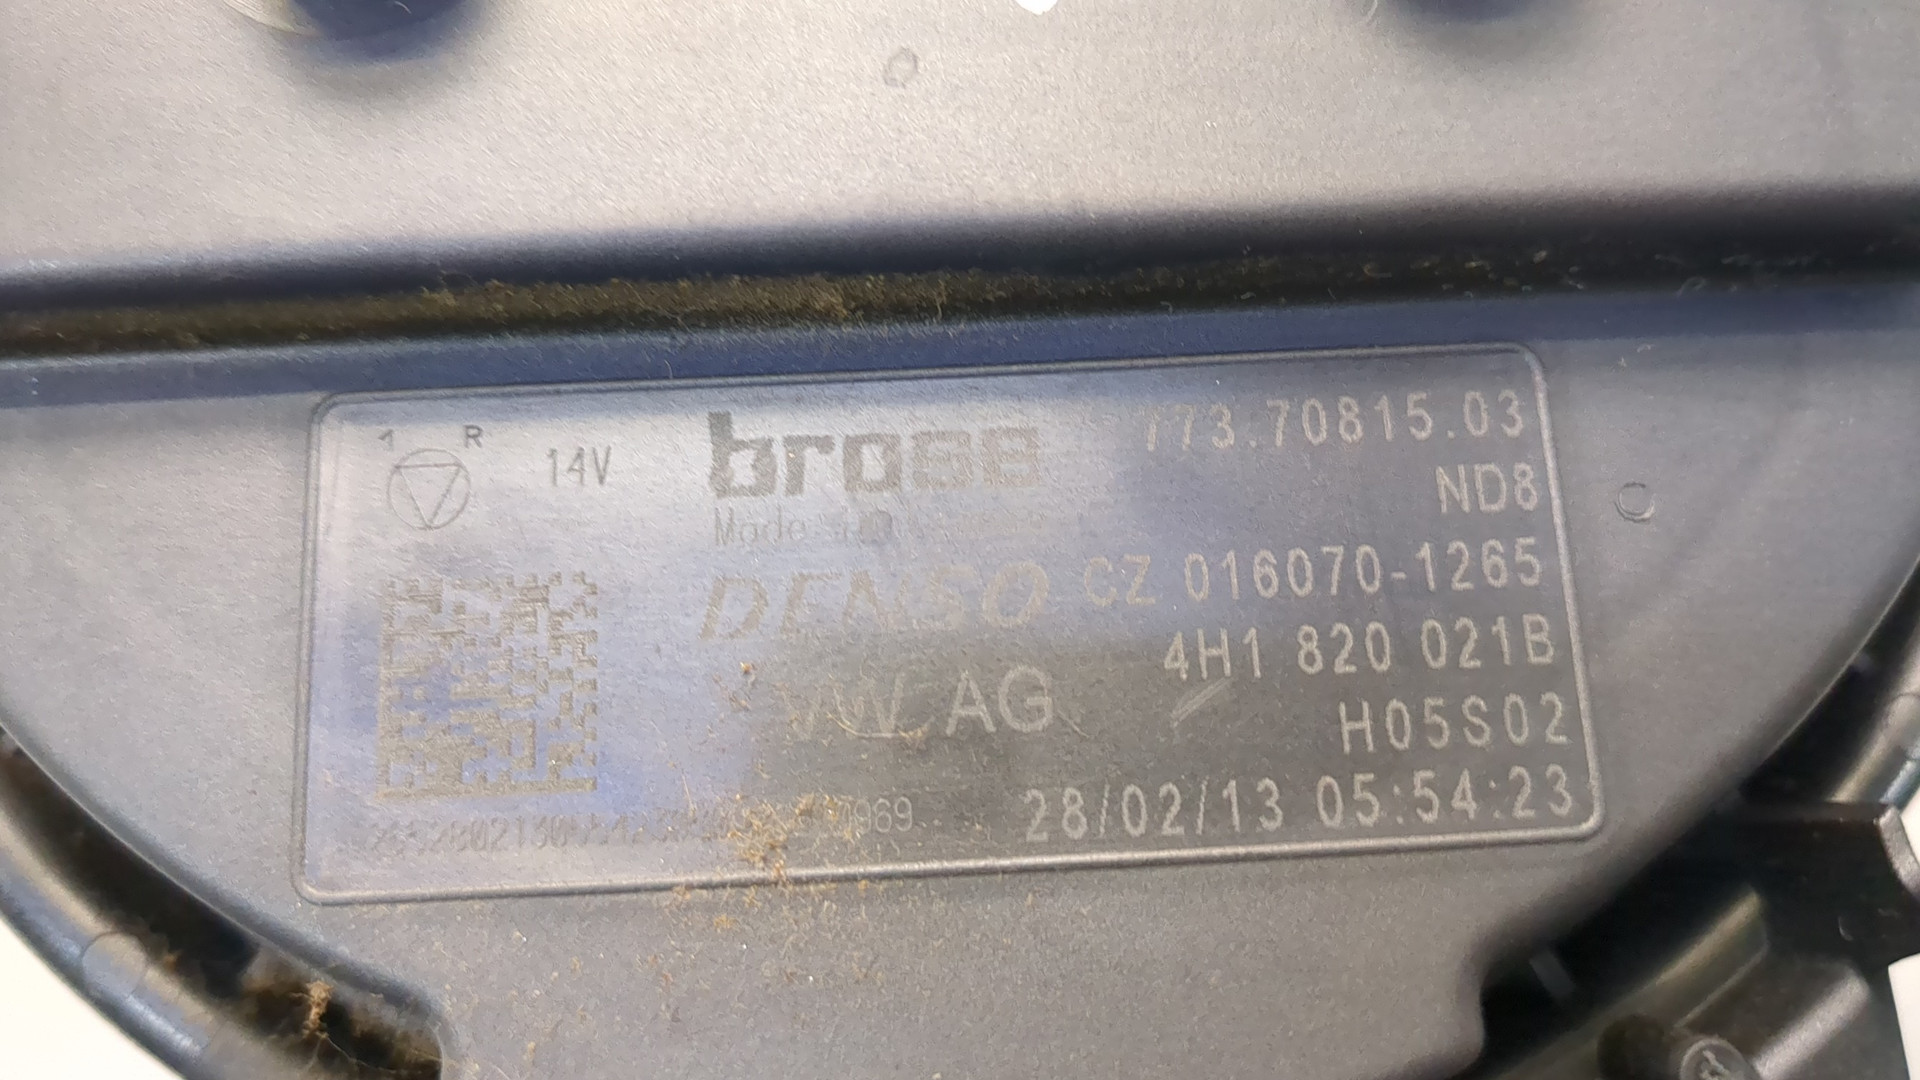 1 R 14V brose 773.70815.03
Made
ND8
DENSO CZ 016070-1265
4H1 820 021B
VW AG
H05S02
28/02/13 05:54:23